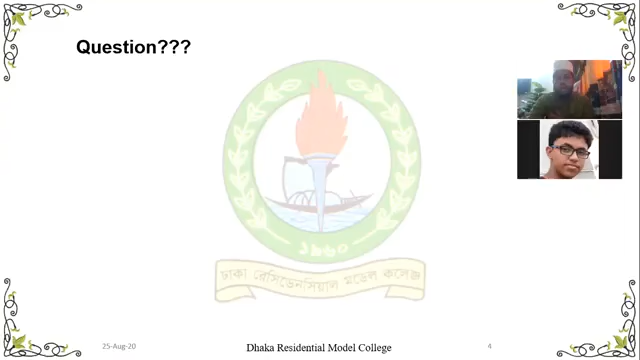 Question???
১৯৬০
ঢাকা রেসিডেনসিয়াল মডেল কলেজ
25-Aug-20
Dhaka Residential Model College
4